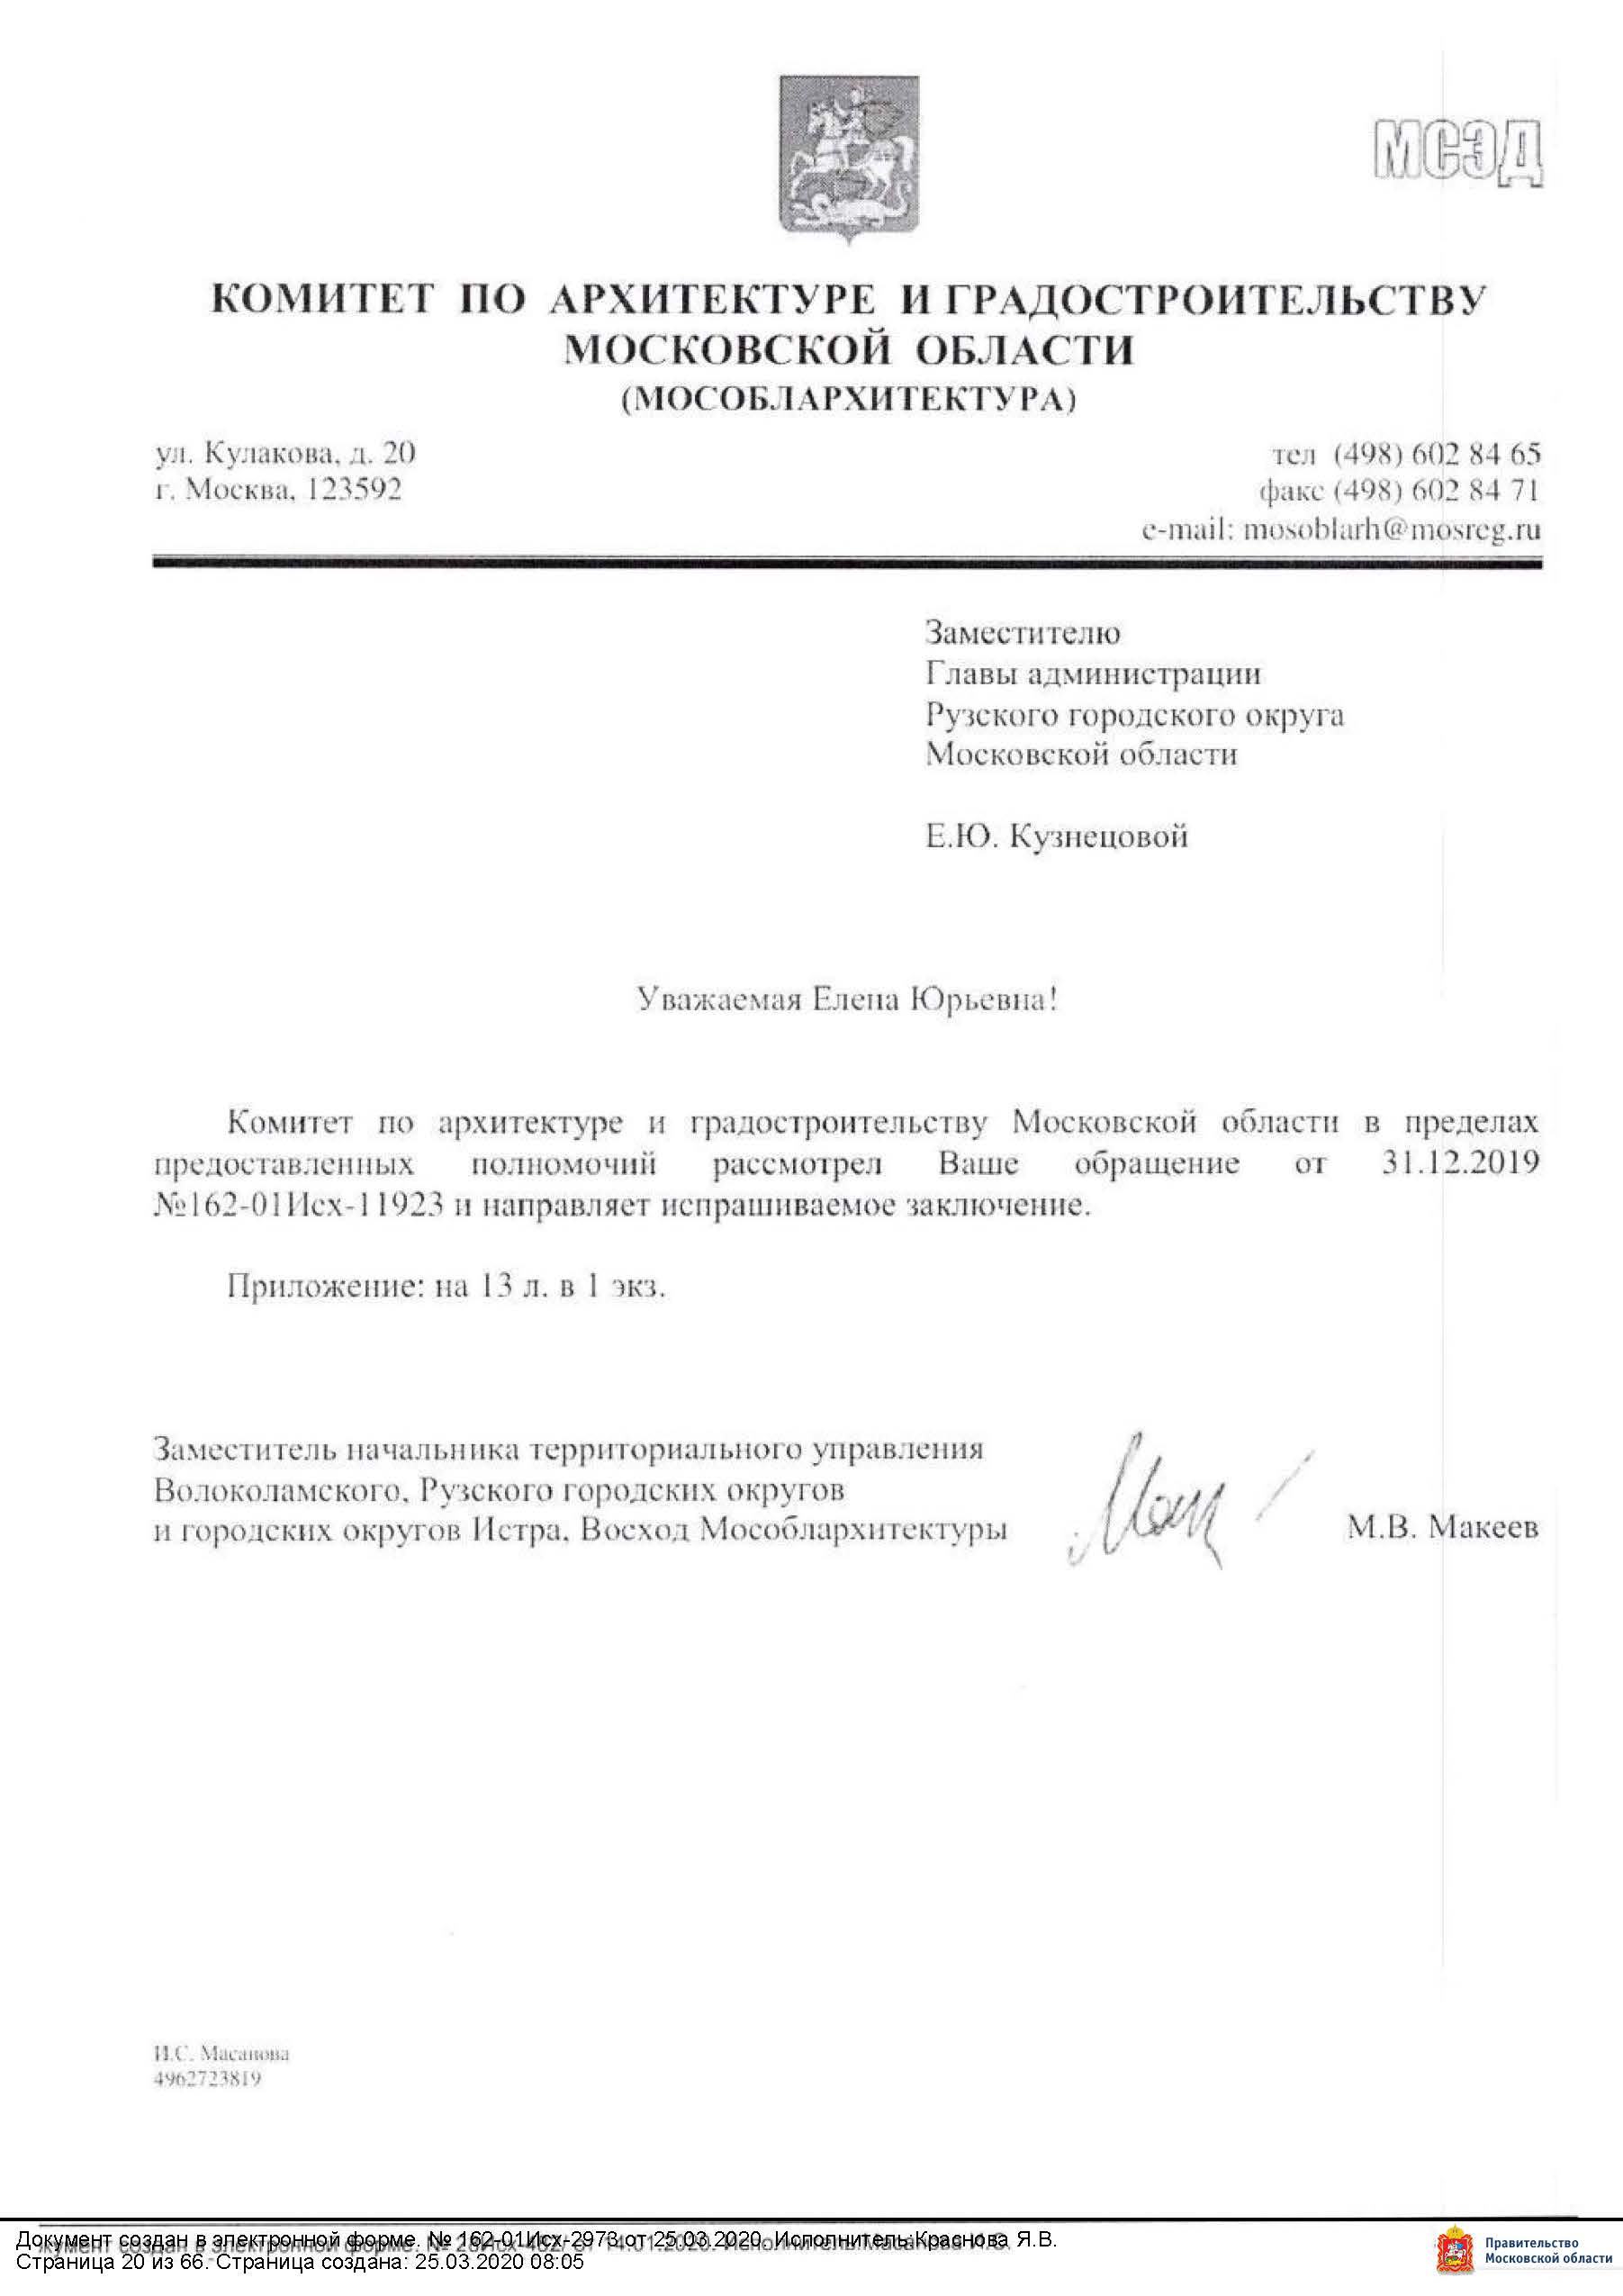 МСЭД
КОМИТЕТ ПО АРХИТЕКТУРЕ И ГРАДОСТРОИТЕЛЬСТВУ
МОСКОВСКОЙ ОБЛАСТИ
(МОСОБЛАРХИТЕКТУРА)
ул. Кулакова, д. 20
г. Москва, 123592
тел (498) 602 84 65
факс (498) 602 84 71
e-mail: mosoblarh@mosreg.ru
Заместителю
Главы администрации
Рузского городского округа
Московской области
Е.Ю. Кузнецовой
Уважаемая Елена Юрьевна!
Комитет по архитектуре и градостроительству Московской области в пределах
предоставленных полномочий рассмотрел Ваше обращение от 31.12.2019
№162-01Исх-11923 и направляет испрашиваемое заключение.
Приложение: на 13 л. в 1 экз.
Заместитель начальника территориального управления
Волоколамского, Рузского городских округов
и городских округов Истра, Восход Мособлархитектуры
М.В. Макеев
И.С. Масанова
4962723819
Документ создан в электронной форме. № 162-01Исх-2973 от 25.03.2020. Исполнитель:Краснова Я.В.
Страница 20 из 66. Страница создана: 25.03.2020 08:05
Правительство
Московской области